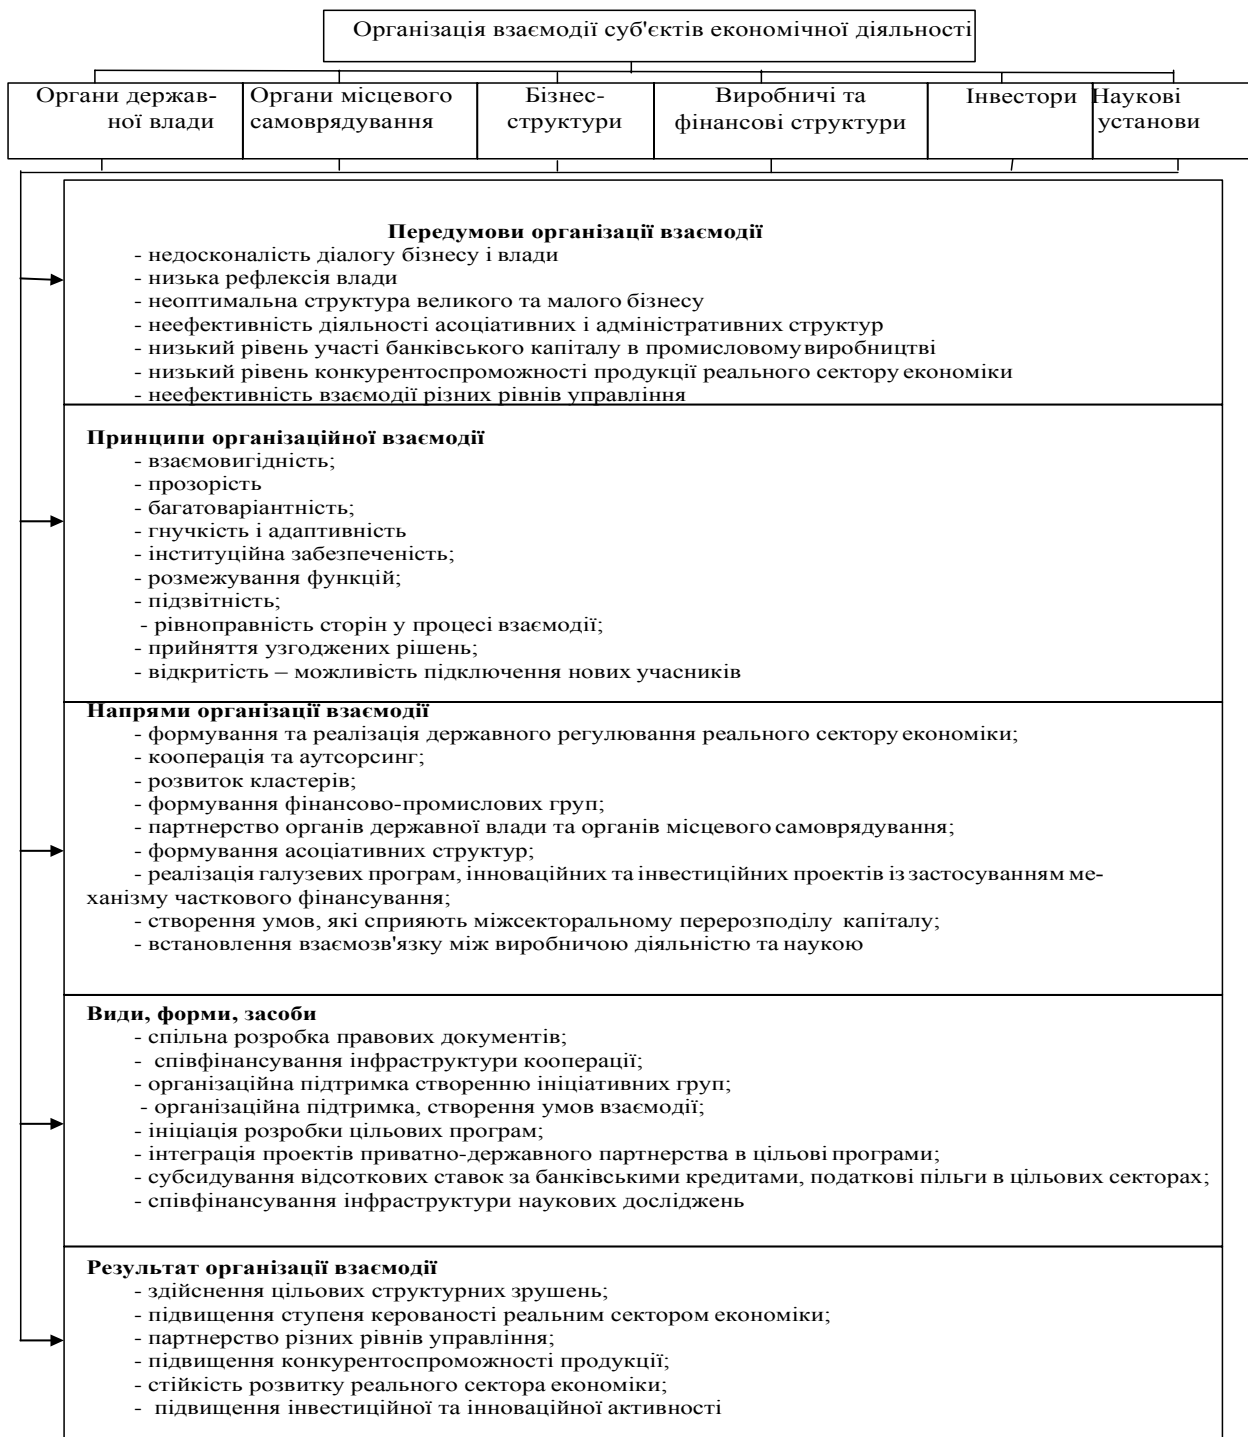 Організація взаємодії суб'єктів економічної діяльності
Органи держав-
ної влади
Органи місцевого
самоврядування
Бізнес-
структури
Виробничі та
фінансові структури
Інвестори
Наукові
установи
Передумови організації взаємодії
- недосконалість діалогу бізнесу і влади
- низька рефлексія влади
- неоптимальна структура великого та малого бізнесу
- неефективність діяльності асоціативних і адміністративних структур
- низький рівень участі банківського капіталу в промисловому виробництві
- низький рівень конкурентоспроможності продукції реального сектору економіки
- неефективність взаємодії різних рівнів управління
Принципи організаційної взаємодії
- взаємовигідність;
- прозорість
- багатоваріантність;
- гнучкість і адаптивність
- інституційна забезпеченість;
- розмежування функцій;
- підзвітність;
- рівноправність сторін у процесі взаємодії;
- прийняття узгоджених рішень;
- відкритість – можливість підключення нових учасників
Напрями організації взаємодії
- формування та реалізація державного регулювання реального сектору економіки;
- кооперація та аутсорсинг;
- розвиток кластерів;
- формування фінансово-промислових груп;
- партнерство органів державної влади та органів місцевого самоврядування;
- формування асоціативних структур;
- реалізація галузевих програм, інноваційних та інвестиційних проектів із застосуванням ме-
ханізму часткового фінансування;
- створення умов, які сприяють міжсекторальному перерозподілу капіталу;
- встановлення взаємозв'язку між виробничою діяльністю та наукою
Види, форми, засоби
- спільна розробка правових документів;
- співфінансування інфраструктури кооперації;
- організаційна підтримка створенню ініціативних груп;
- організаційна підтримка, створення умов взаємодії;
- ініціація розробки цільових програм;
- інтеграція проектів приватно-державного партнерства в цільові програми;
- субсидування відсоткових ставок за банківськими кредитами, податкові пільги в цільових секторах;
- співфінансування інфраструктури наукових досліджень
Результат організації взаємодії
- здійснення цільових структурних зрушень;
- підвищення ступеня керованості реальним сектором економіки;
- партнерство різних рівнів управління;
- підвищення конкурентоспроможності продукції;
- стійкість розвитку реального сектора економіки;
- підвищення інвестиційної та інноваційної активності